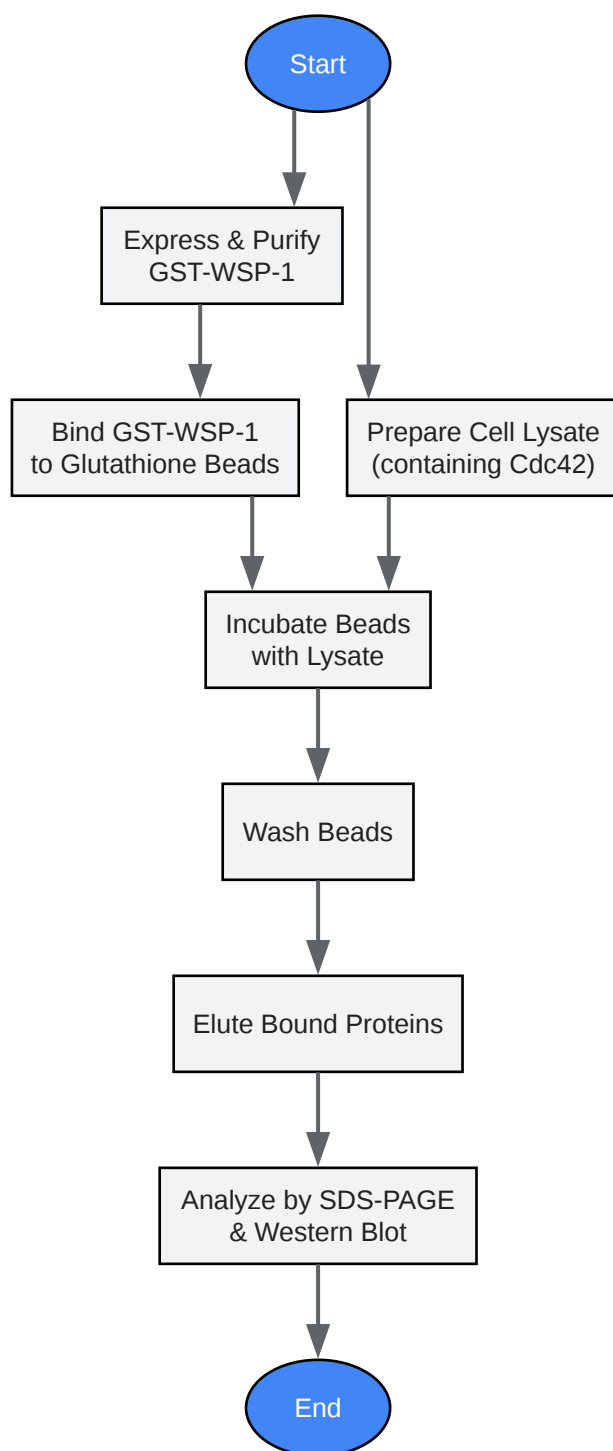 Start
Express & Purify
GST-WSP-1
Bind GST-WSP-1
to Glutathione Beads
Prepare Cell Lysate
(containing Cdc42)
Incubate Beads
with Lysate
Wash Beads
Elute Bound Proteins
Analyze by SDS-PAGE
& Western Blot
End